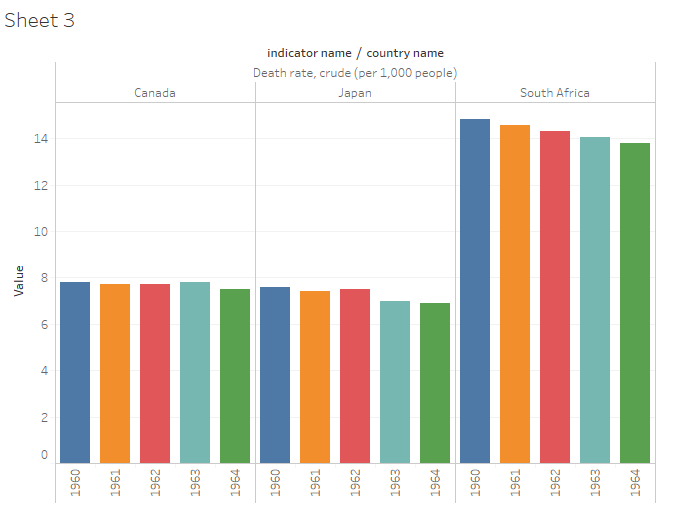 Sheet 3
indicator name / country name
Death rate, crude (per 1,000 people)
Canada Japan South Africa
Value
14
12
10
8
6
4
2
0
1960 1961 1962 1963 1964 1960 1961 1962 1963 1964 1960 1961 1962 1963 1964